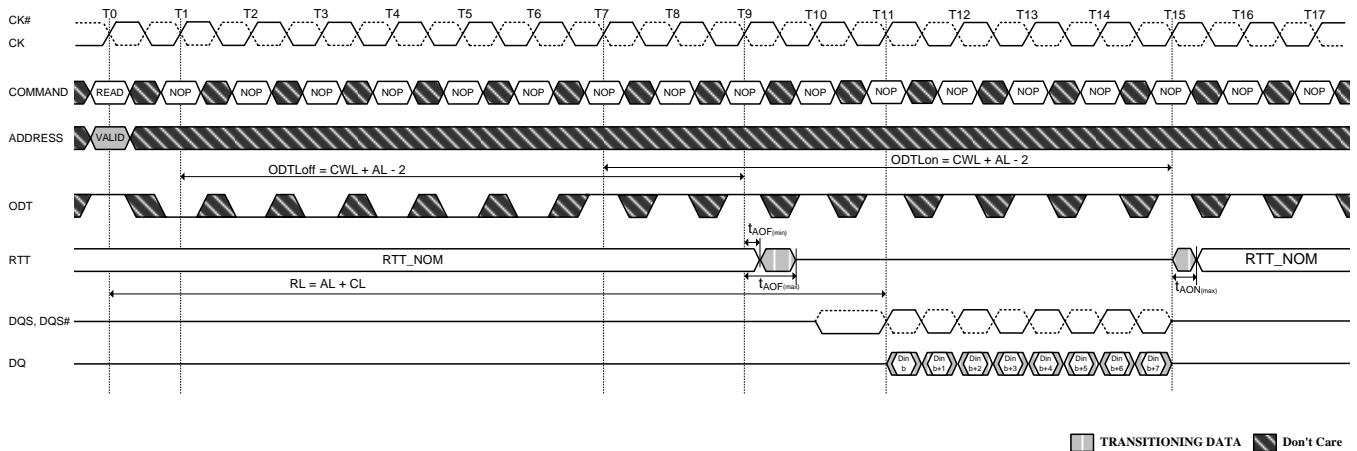 CK# T0 T1 T2 T3 T4 T5 T6 T7 T8 T9 T10 T11 T12 T13 T14 T15 T16 T17
CK
COMMAND READ NOP NOP NOP NOP NOP NOP NOP NOP NOP NOP NOP NOP NOP NOP NOP NOP NOP
ADDRESS VALID
ODTLoff = CWL + AL - 2 ODTLon = CWL + AL - 2
ODT
tAOF(min)
RTT RTT_NOM RTT_NOM
RL = AL + CL tAOF(max) tAON(max)
DQS, DQS#
DQ Din b Din b+1 Din b+2 Din b+3 Din b+4 Din b+5 Din b+6 Din b+7
TRANSITIONING DATA Don't Care